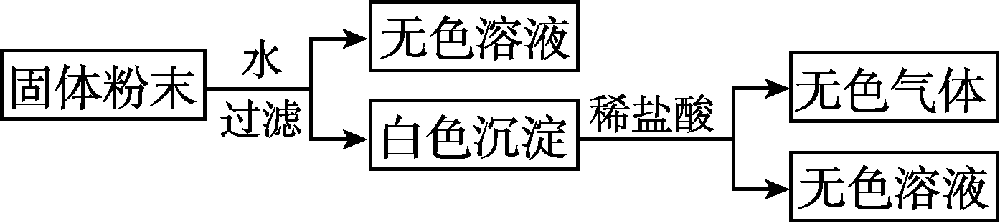 固体粉末
水
过滤
无色溶液
白色沉淀
稀盐酸
无色气体
无色溶液